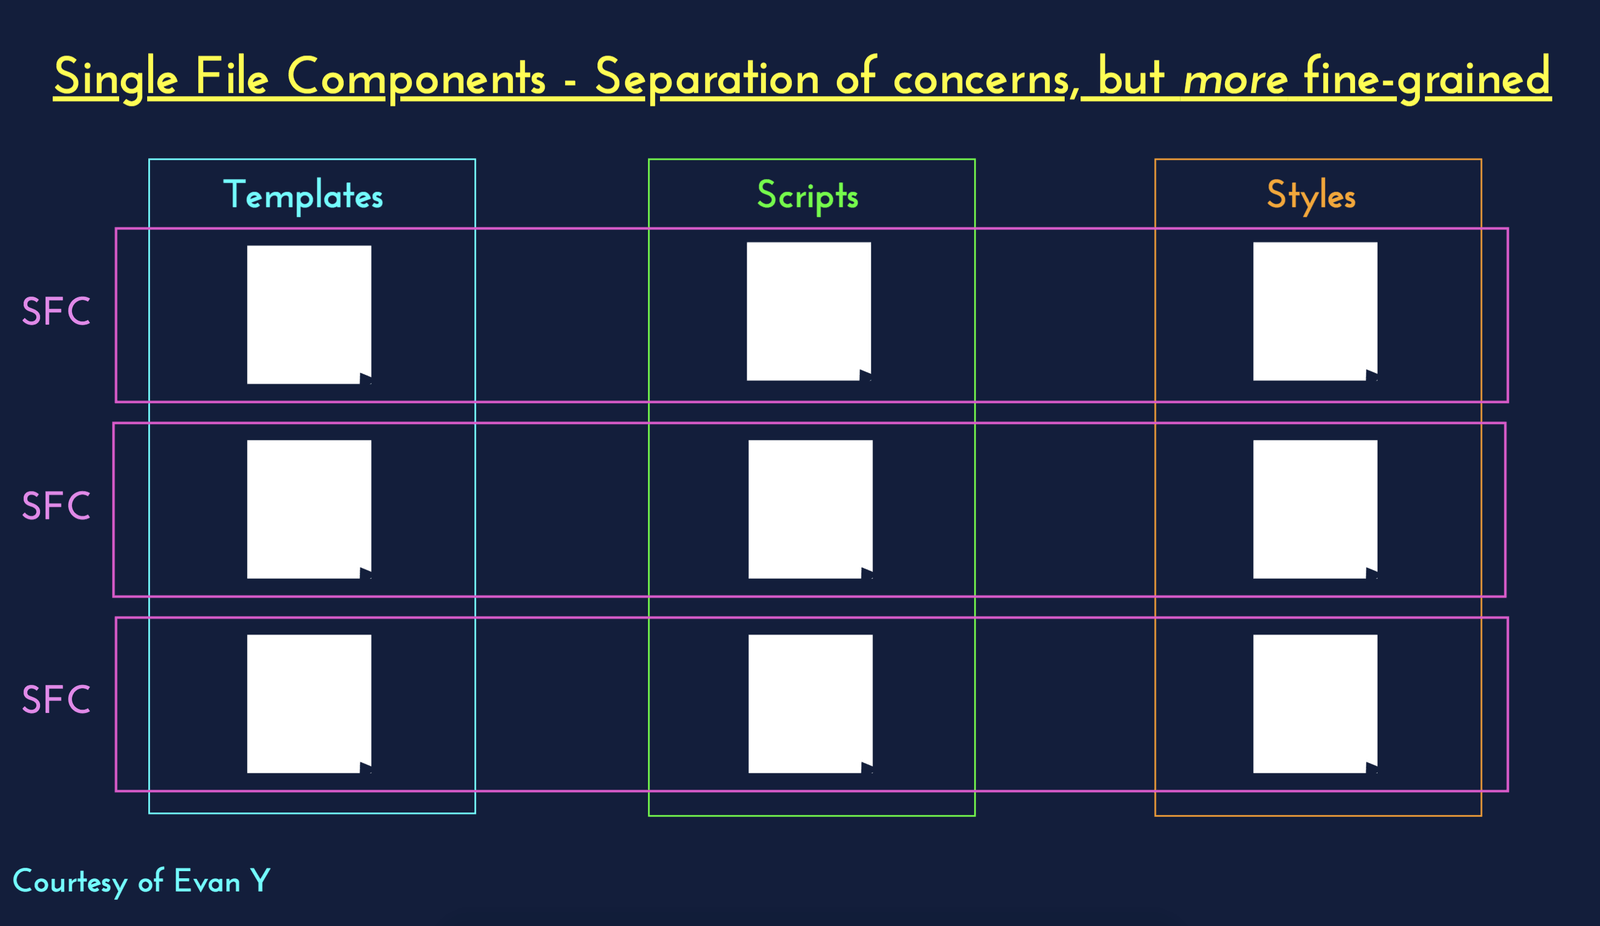 Single File Components - Separation of concerns, but more fine-grained
Templates
Scripts
Styles
SFC
SFC
SFC
Courtesy of Evan Y